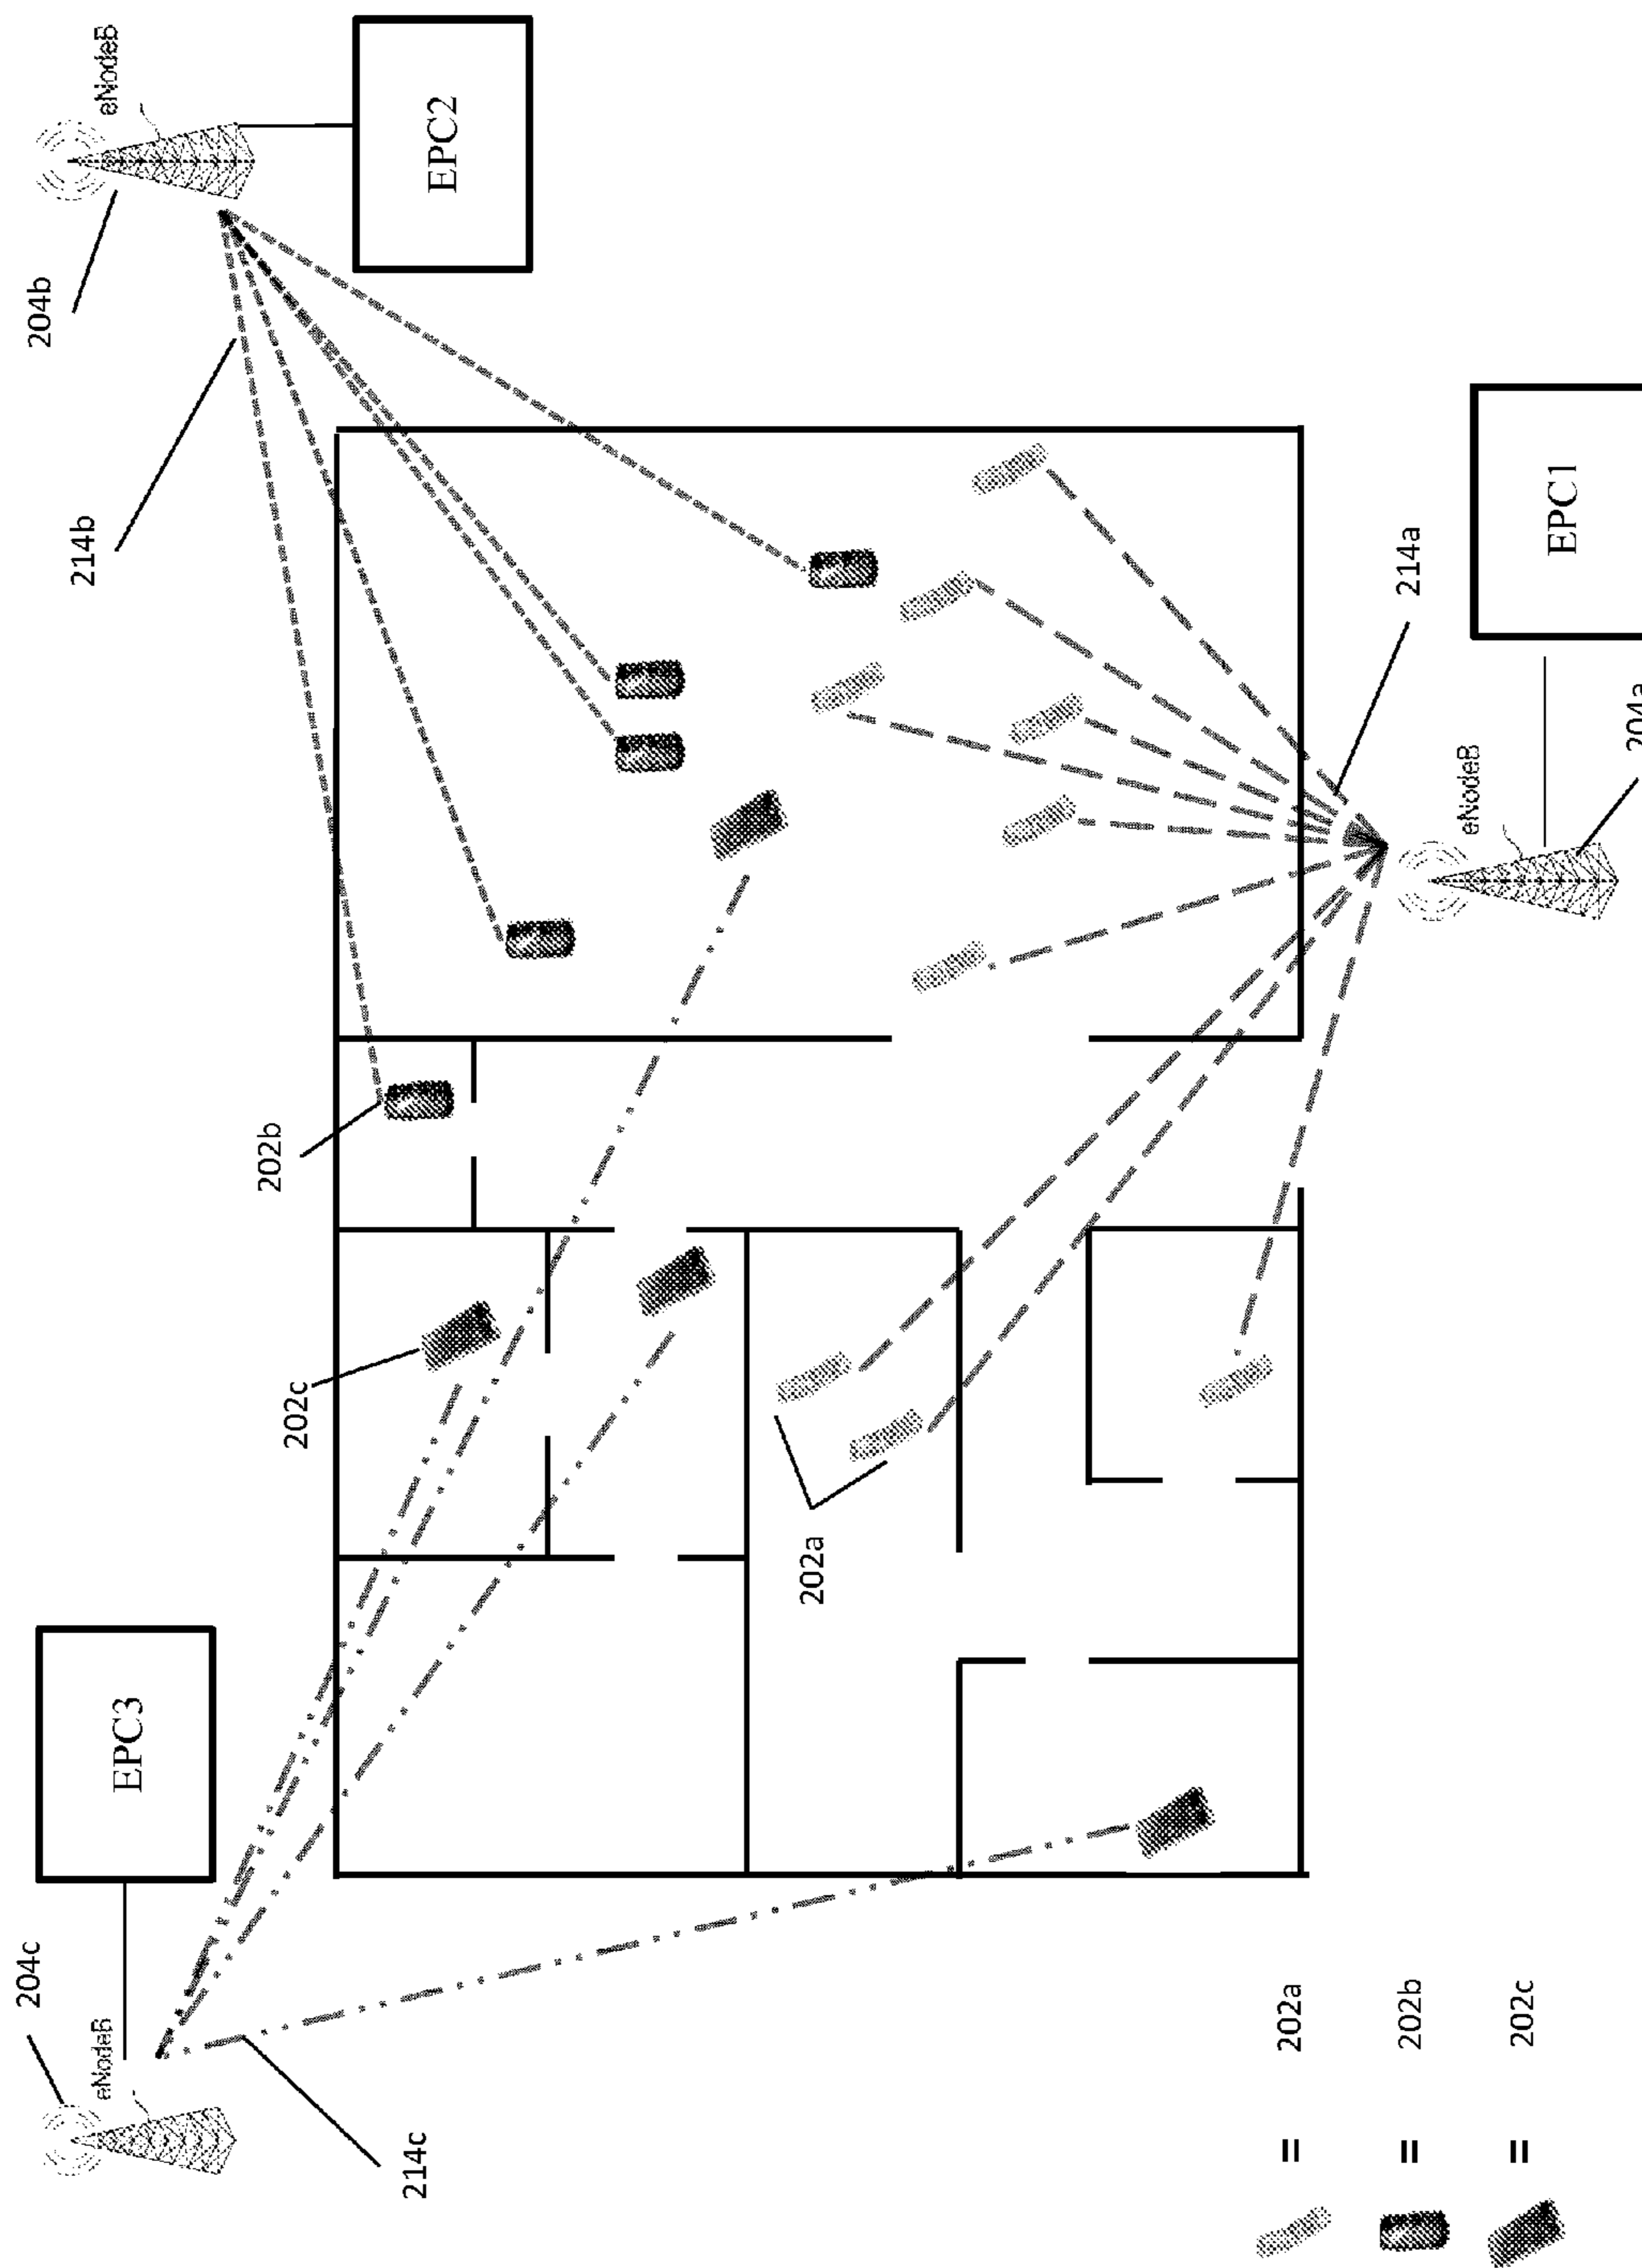 204c
eNodeB
EPC3
214c
204b
eNodeB
EPC2
214b
202b
202c
202a
214a
EPC1
eNodeB
204a
= 202a
= 202b
= 202c